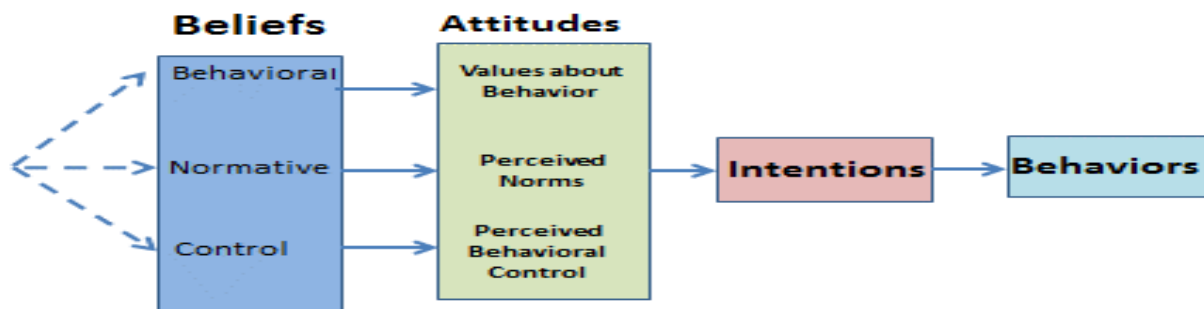 Beliefs
Attitudes
Behavioral
Values about
Behavior
Normative
Perceived
Norms
Intentions
Behaviors
Control
Perceived
Behavioral
Control